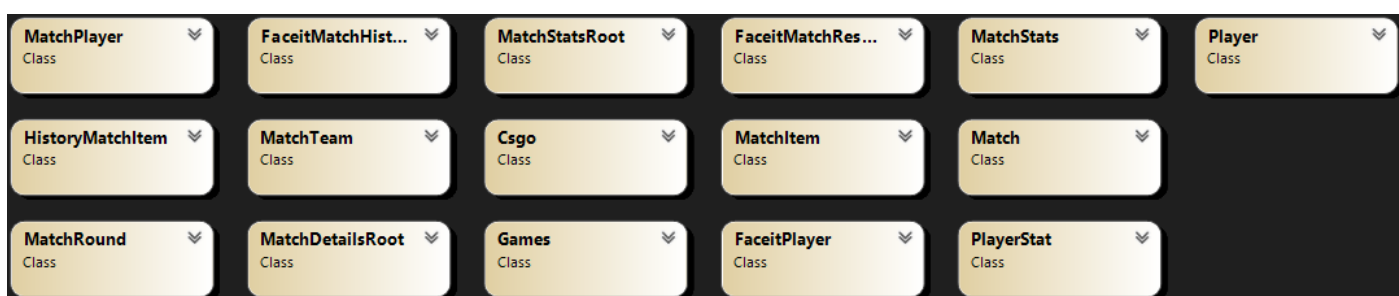 MatchPlayer
Class
FaceitMatchHist...
Class
MatchStatsRoot
Class
FaceitMatchRes...
Class
MatchStats
Class
Player
Class
HistoryMatchItem
Class
MatchTeam
Class
Csgo
Class
MatchItem
Class
Match
Class
MatchRound
Class
MatchDetailsRoot
Class
Games
Class
FaceitPlayer
Class
PlayerStat
Class